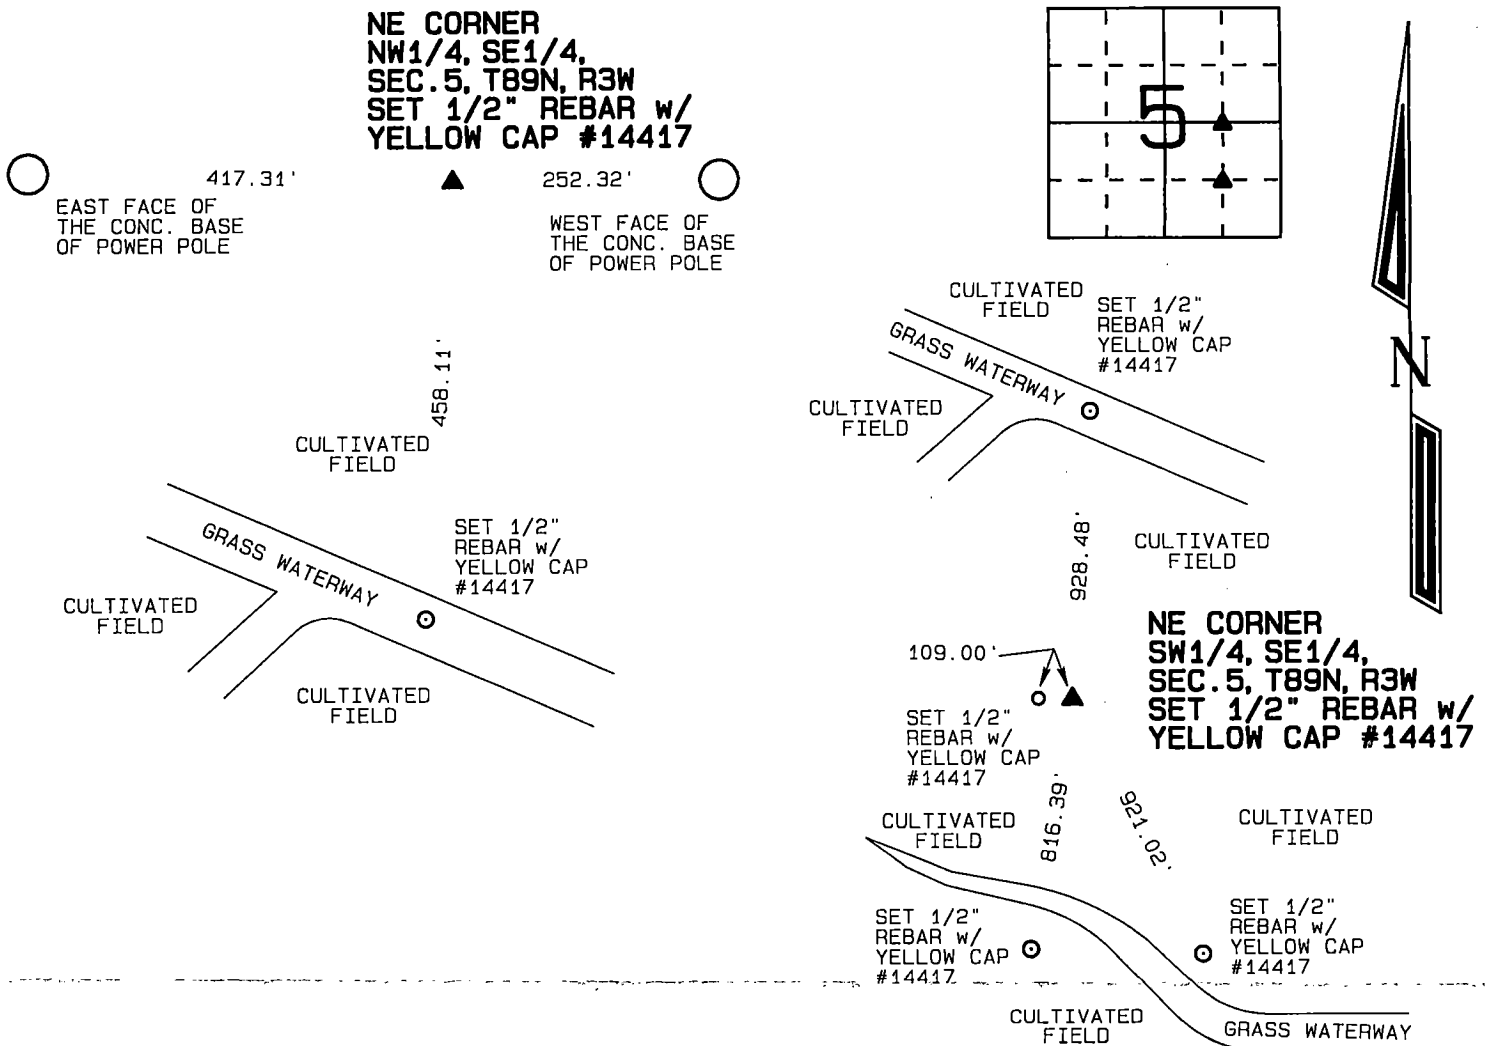 NE CORNER
NW1/4, SE1/4,
SEC.5, T89N, R3W
SET 1/2" REBAR w/
YELLOW CAP #14417
417.31'
252.32'
EAST FACE OF
THE CONC. BASE
OF POWER POLE
WEST FACE OF
THE CONC. BASE
OF POWER POLE
458.11'
CULTIVATED
FIELD
GRASS WATERWAY
SET 1/2"
REBAR w/
YELLOW CAP
#14417
CULTIVATED
FIELD
CULTIVATED
FIELD
5
N
CULTIVATED
FIELD
SET 1/2"
REBAR w/
YELLOW CAP
#14417
GRASS WATERWAY
CULTIVATED
FIELD
928.48'
CULTIVATED
FIELD
NE CORNER
SW1/4, SE1/4,
SEC.5, T89N, R3W
SET 1/2" REBAR w/
YELLOW CAP #14417
109.00'
SET 1/2"
REBAR w/
YELLOW CAP
#14417
816.39'
921.02'
CULTIVATED
FIELD
CULTIVATED
FIELD
SET 1/2"
REBAR w/
YELLOW CAP
#14417
SET 1/2"
REBAR w/
YELLOW CAP
#14417
CULTIVATED
FIELD
GRASS WATERWAY